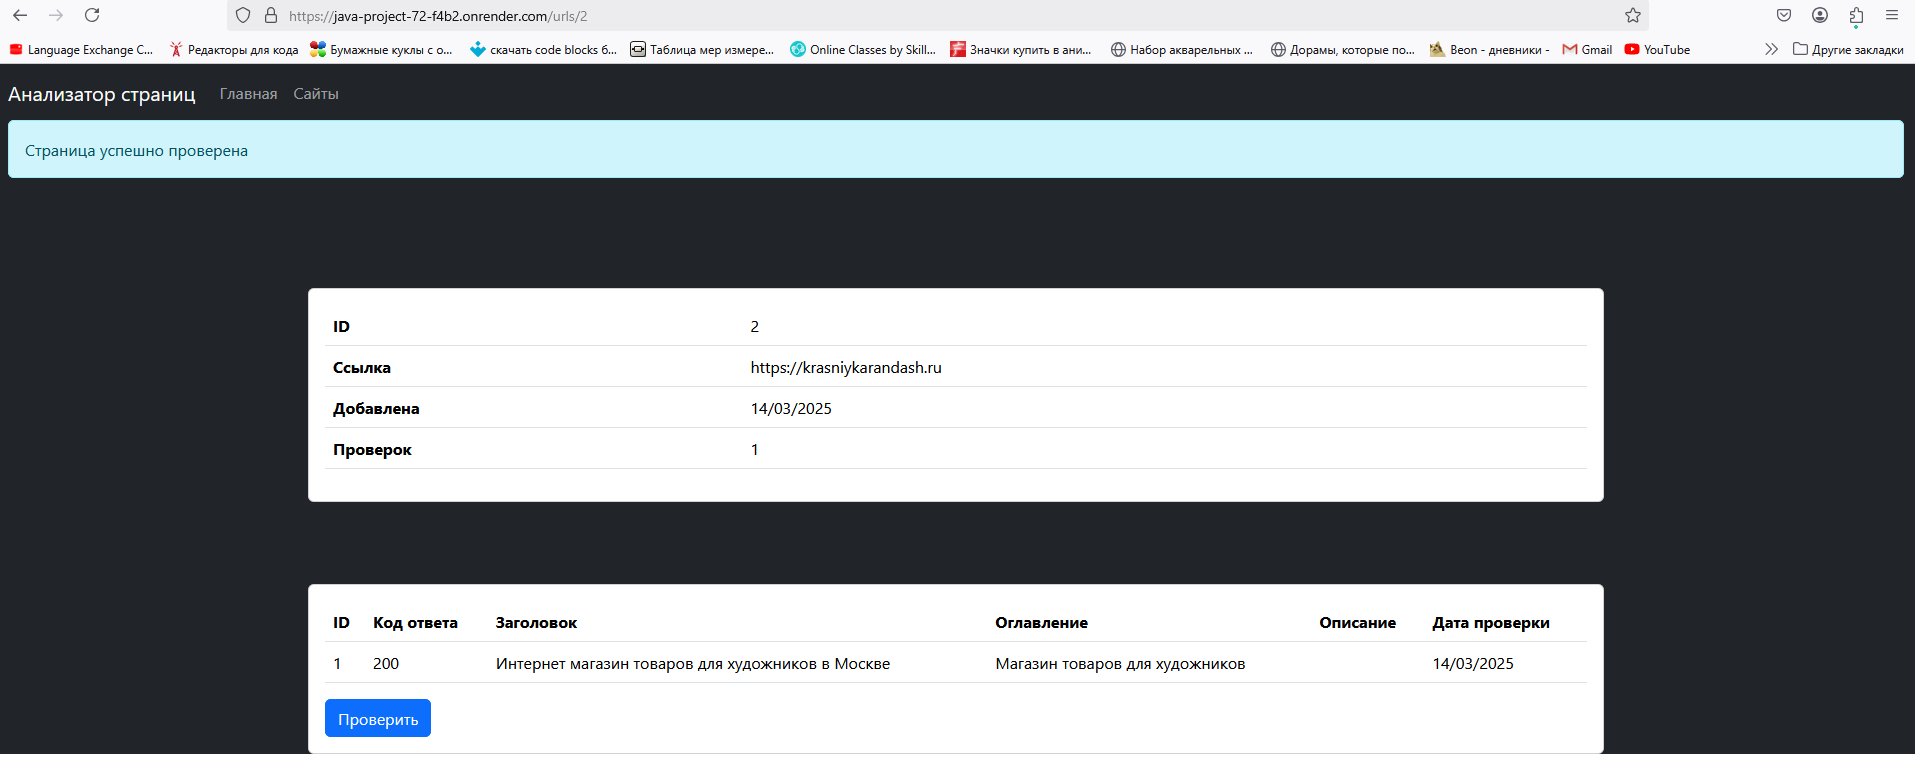 https://java-project-72-f4b2.onrender.com/urls/2
Language Exchange C... Редакторы для кода Бумажные куклы с о... скачать code blocks б... Таблица мер измере... Online Classes by Skill... Значки купить в ани... Набор акварельных ... Дорамы, которые по... Beon - дневники - Gmail YouTube Другие закладки
Анализатор страниц Главная Сайты
Страница успешно проверена
ID 2
Ссылка https://krasniykarandash.ru
Добавлена 14/03/2025
Проверок 1
ID Код ответа Заголовок Оглавление Описание Дата проверки
1 200 Интернет магазин товаров для художников в Москве Магазин товаров для художников 14/03/2025
Проверить